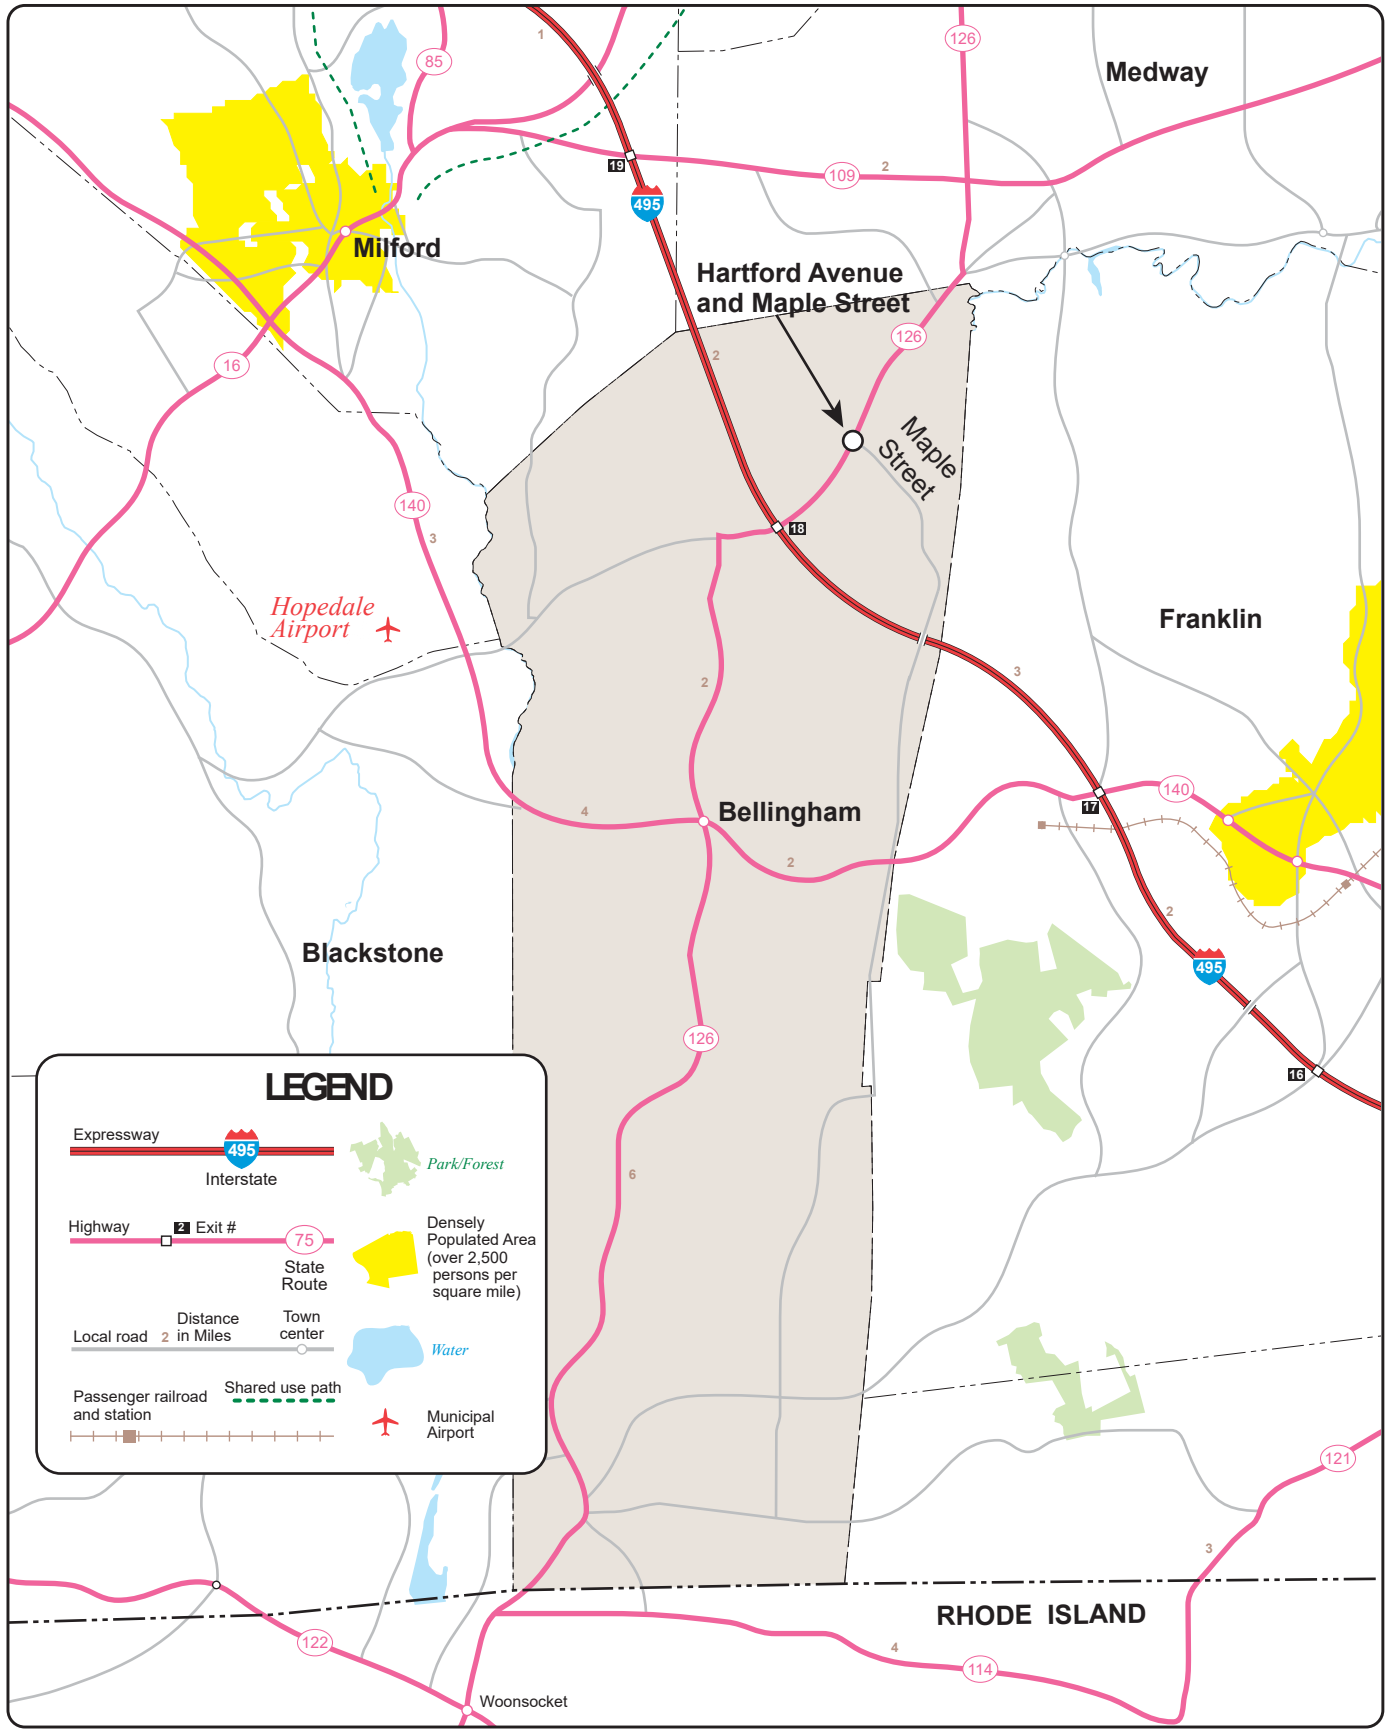 1
126
85
Medway
19
109
2
495
Milford
Hartford Avenue
and Maple Street
126
2
16
Maple
Street
140
3
18
Hopedale
Airport
Franklin
2
3
140
17
4
Bellingham
2
2
Blackstone
495
126
16
LEGEND
Expressway
495
Interstate
Park/Forest
Highway
2 Exit #
75
State
Route
Densely
Populated Area
(over 2,500
persons per
square mile)
6
Local road
2
Distance
in Miles
Town
center
Water
Passenger railroad
and station
Shared use path
Municipal
Airport
121
3
RHODE ISLAND
122
4
114
Woonsocket